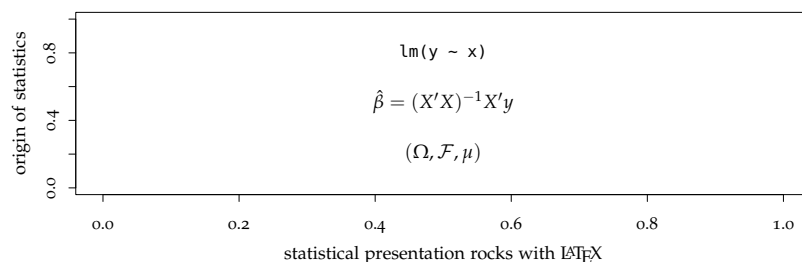 origin of statistics
0.8
0.4
0.0
lm(y ~ x)
β̂ = (X′X)⁻¹X′y
(Ω, ℱ, μ)
0.0 0.2 0.4 0.6 0.8 1.0
statistical presentation rocks with LATEX